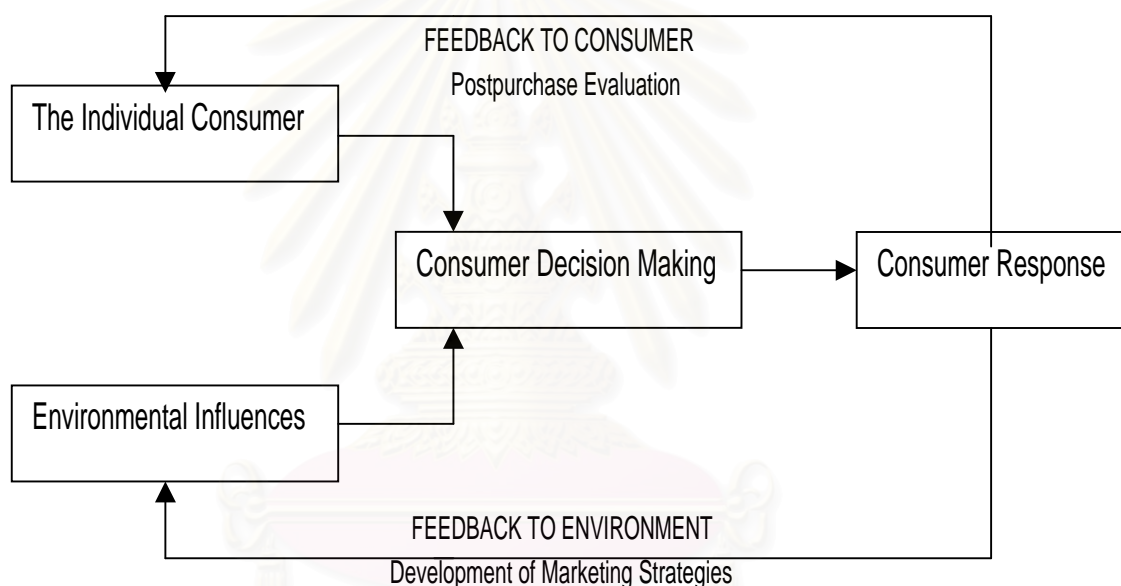 FEEDBACK TO CONSUMER
Postpurchase Evaluation
The Individual Consumer
Consumer Decision Making
Consumer Response
Environmental Influences
FEEDBACK TO ENVIRONMENT
Development of Marketing Strategies